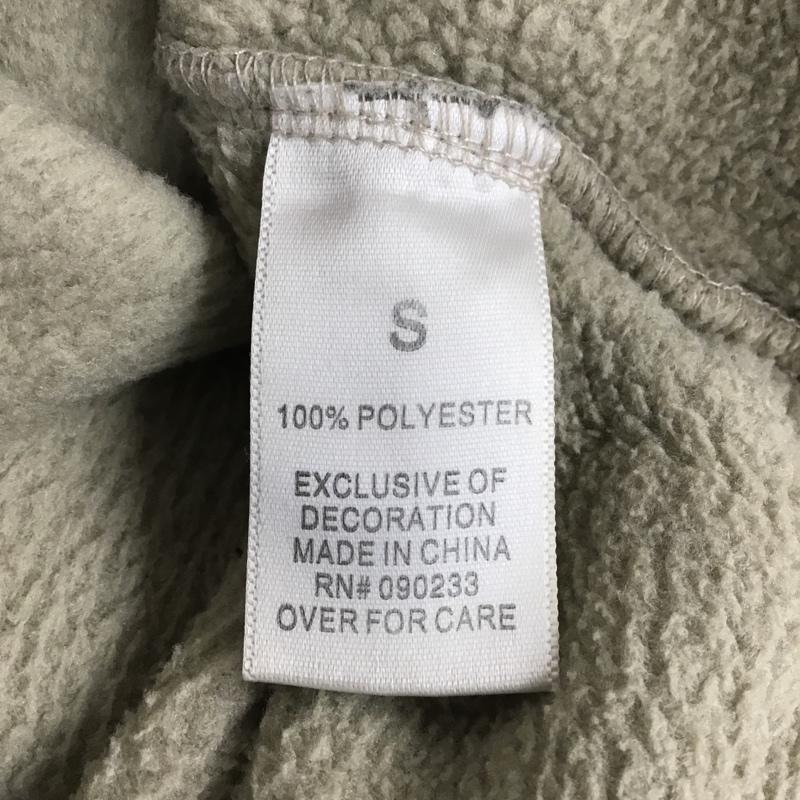 S
100% POLYESTER
EXCLUSIVE OF
DECORATION
MADE IN CHINA
RN# 090233
OVER FOR CARE